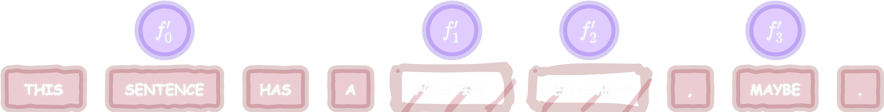 f′₀ f′₁ f′₂ f′₃
THIS SENTENCE HAS A , MAYBE .